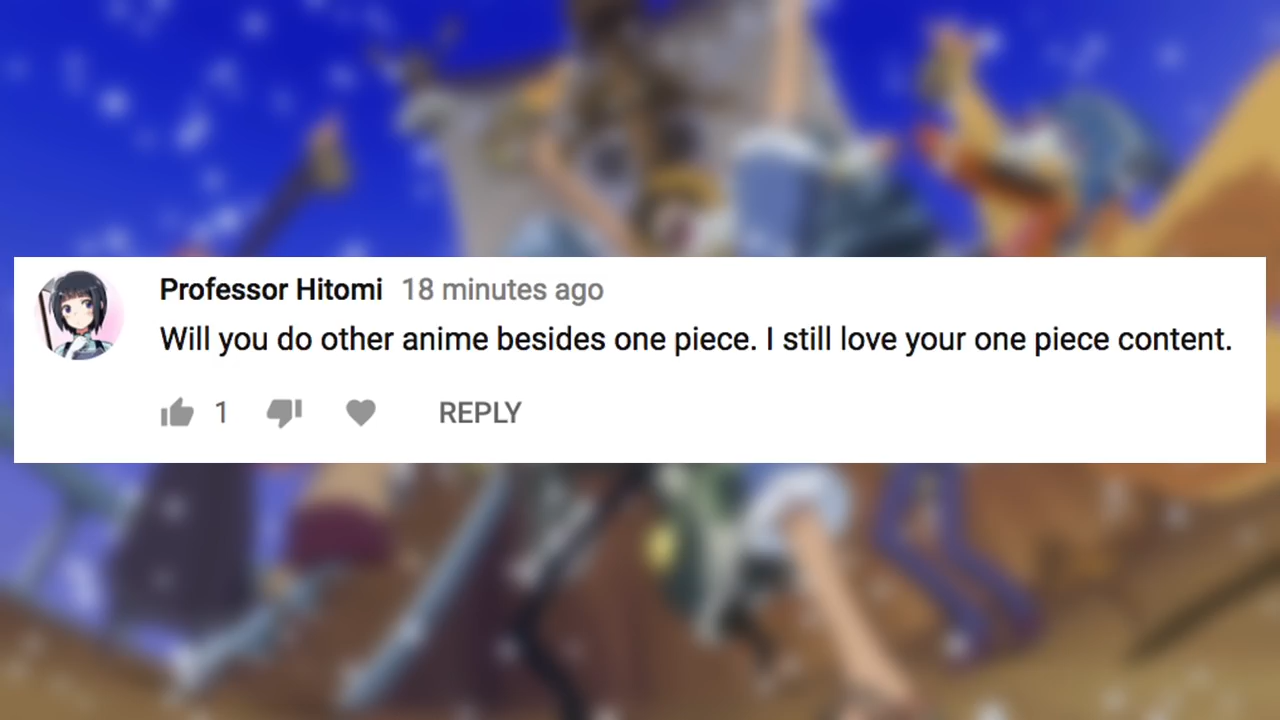 Professor Hitomi 18 minutes ago
Will you do other anime besides one piece. I still love your one piece content.
1 REPLY